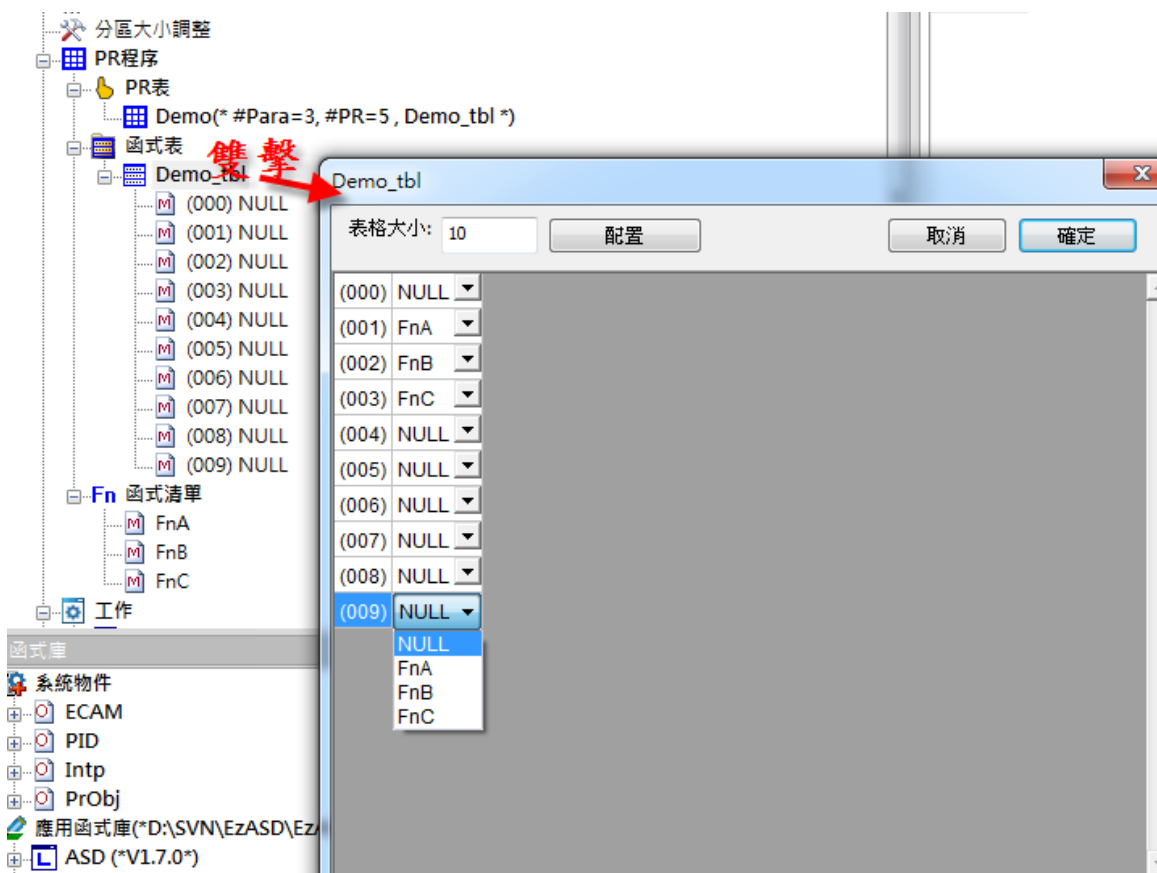 分區大小調整
PR程序
PR表
Demo(* #Para=3, #PR=5 , Demo_tbl *)
函式表
Demo_tbl
(000) NULL
(001) NULL
(002) NULL
(003) NULL
(004) NULL
(005) NULL
(006) NULL
(007) NULL
(008) NULL
(009) NULL
Fn 函式清單
FnA
FnB
FnC
工作
函式庫
系統物件
ECAM
PID
Intp
PrObj
應用函式庫(*D:\SVN\EzASD\Ez
ASD (*V1.7.0*)
雙擊
Demo_tbl
表格大小: 10 配置 取消 確定
(000) NULL
(001) FnA
(002) FnB
(003) FnC
(004) NULL
(005) NULL
(006) NULL
(007) NULL
(008) NULL
(009) NULL
NULL
FnA
FnB
FnC